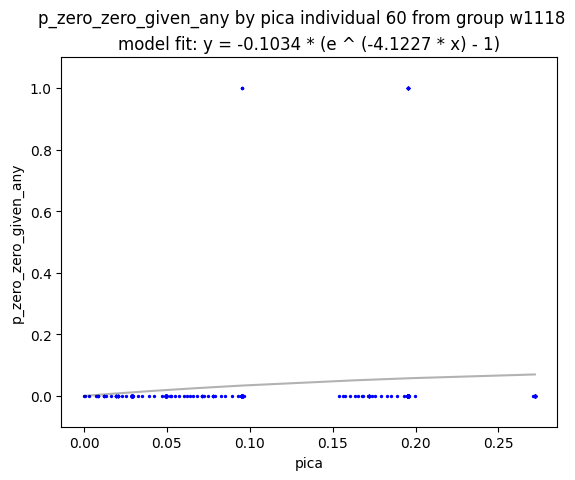 p_zero_zero_given_any by pica individual 60 from group w1118
model fit: y = -0.1034 * (e ^ (-4.1227 * x) - 1)
1.0
0.8
0.6
0.4
0.2
0.0
p_zero_zero_given_any
0.00 0.05 0.10 0.15 0.20 0.25
pica